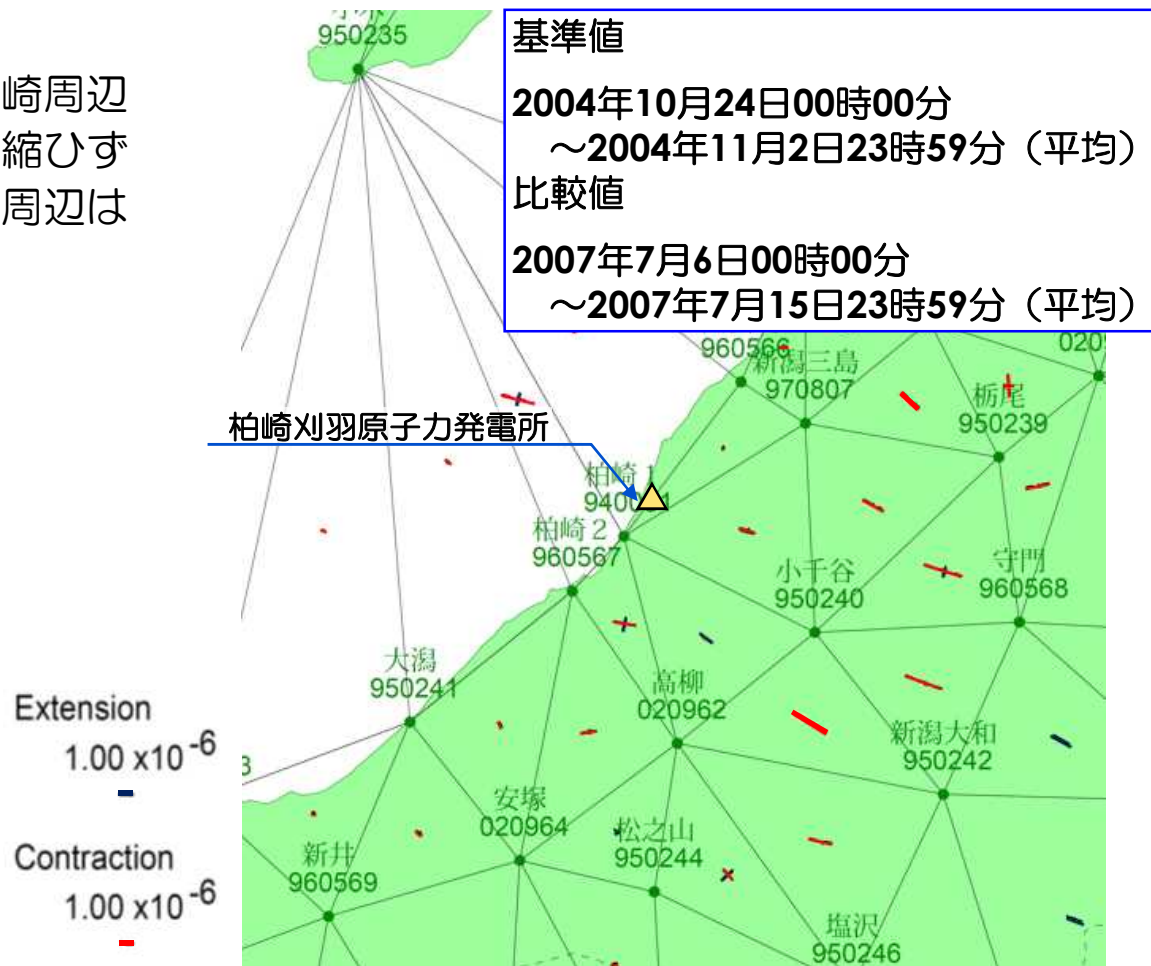 950235
基準値
2004年10月24日00時00分
～2004年11月2日23時59分（平均）
比較値
2007年7月6日00時00分
～2007年7月15日23時59分（平均）
崎周辺
縮ひず
周辺は
960566
新潟三島
970807
栃尾
950239
柏崎刈羽原子力発電所
柏崎１
柏崎２
960567
小千谷
950240
守門
960568
大潟
950241
高柳
020962
新潟大和
950242
Extension
1.00 x10⁻⁶
安塚
020964
松之山
950244
Contraction
1.00 x10⁻⁶
新井
960569
塩沢
950246